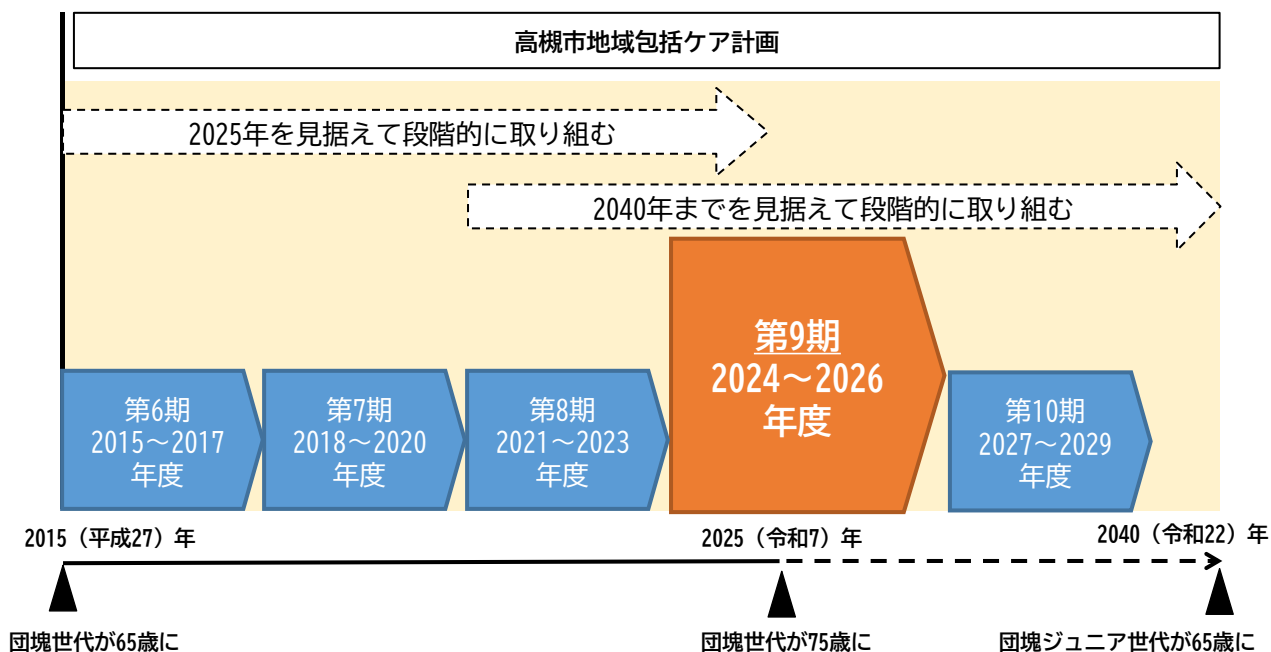 高槻市地域包括ケア計画
2025年を見据えて段階的に取り組む
2040年までを見据えて段階的に取り組む
第6期
2015～2017
年度
第7期
2018～2020
年度
第8期
2021～2023
年度
第9期
2024～2026
年度
第10期
2027～2029
年度
2015（平成27）年
2025（令和7）年
2040（令和22）年
団塊世代が65歳に
団塊世代が75歳に
団塊ジュニア世代が65歳に